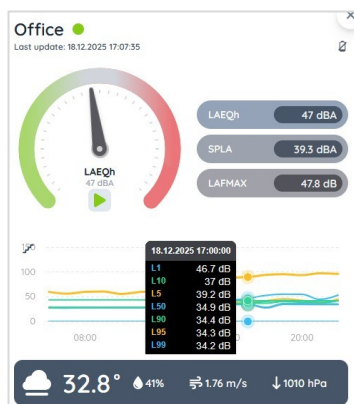 Office
Last update: 18.12.2025 17:07:35
LAEQh
47 dBA
LAEQh 47 dBA
SPLA 39.3 dBA
LAFMAX 47.8 dB
150
100
50
0
08:00
20:00
18.12.2025 17:00:00
L1 46.7 dB
L10 37 dB
L5 39.2 dB
L50 34.9 dB
L90 34.4 dB
L95 34.3 dB
L99 34.2 dB
32.8° 41% 1.76 m/s ↓1010 hPa